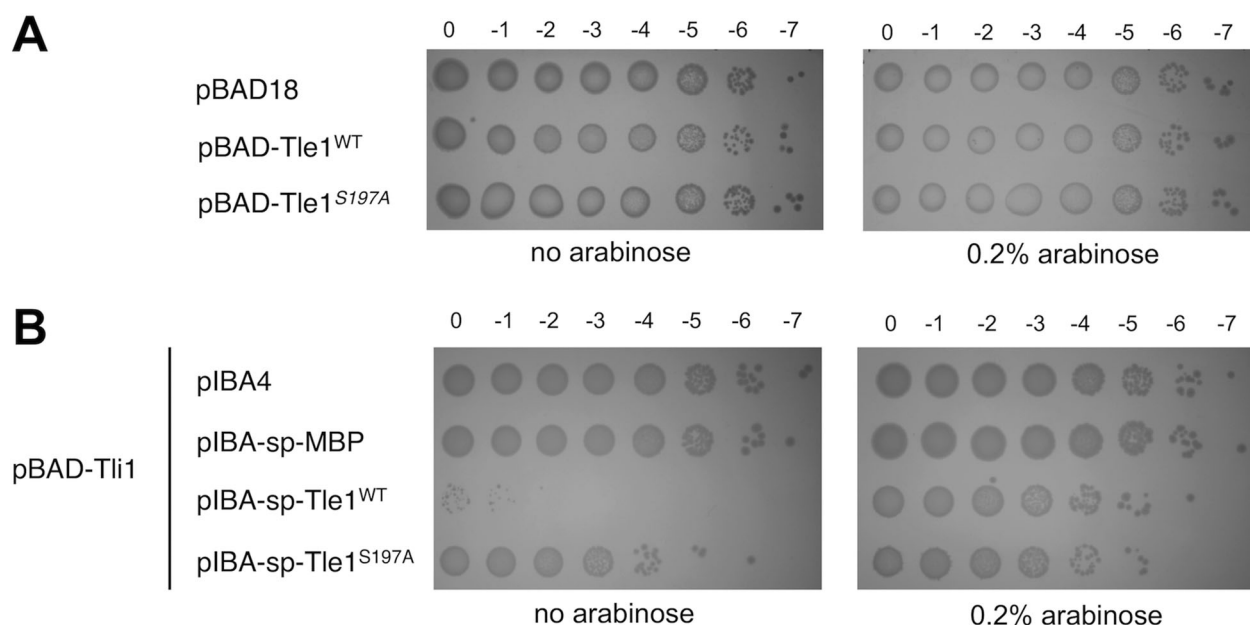 A
0 -1 -2 -3 -4 -5 -6 -7 0 -1 -2 -3 -4 -5 -6 -7
pBAD18
pBAD-Tle1WT
pBAD-Tle1S197A
no arabinose 0.2% arabinose
B
0 -1 -2 -3 -4 -5 -6 -7 0 -1 -2 -3 -4 -5 -6 -7
pIBA4
pIBA-sp-MBP
pBAD-Tli1
pIBA-sp-Tle1WT
pIBA-sp-Tle1S197A
no arabinose 0.2% arabinose